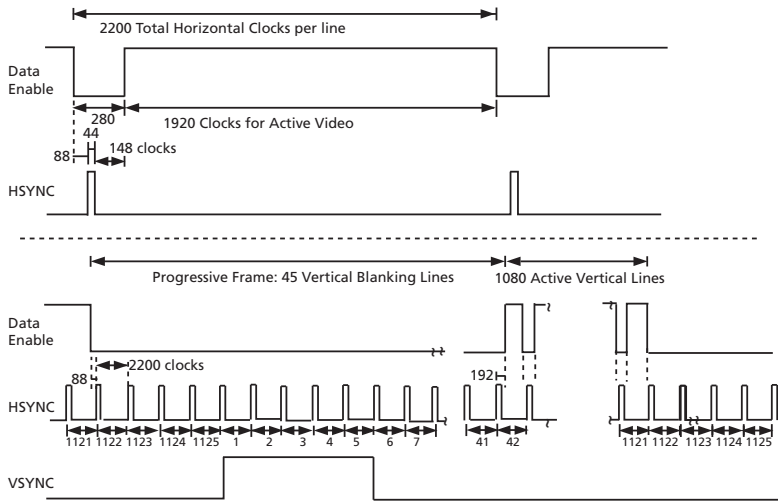 2200 Total Horizontal Clocks per line
Data
Enable
280
1920 Clocks for Active Video
44
88
148 clocks
HSYNC
Progressive Frame: 45 Vertical Blanking Lines
1080 Active Vertical Lines
Data
Enable
88
2200 clocks
192
HSYNC
1121 1122 1123 1124 1125 1 2 3 4 5 6 7 41 42 1121 1122 1123 1124 1125
VSYNC